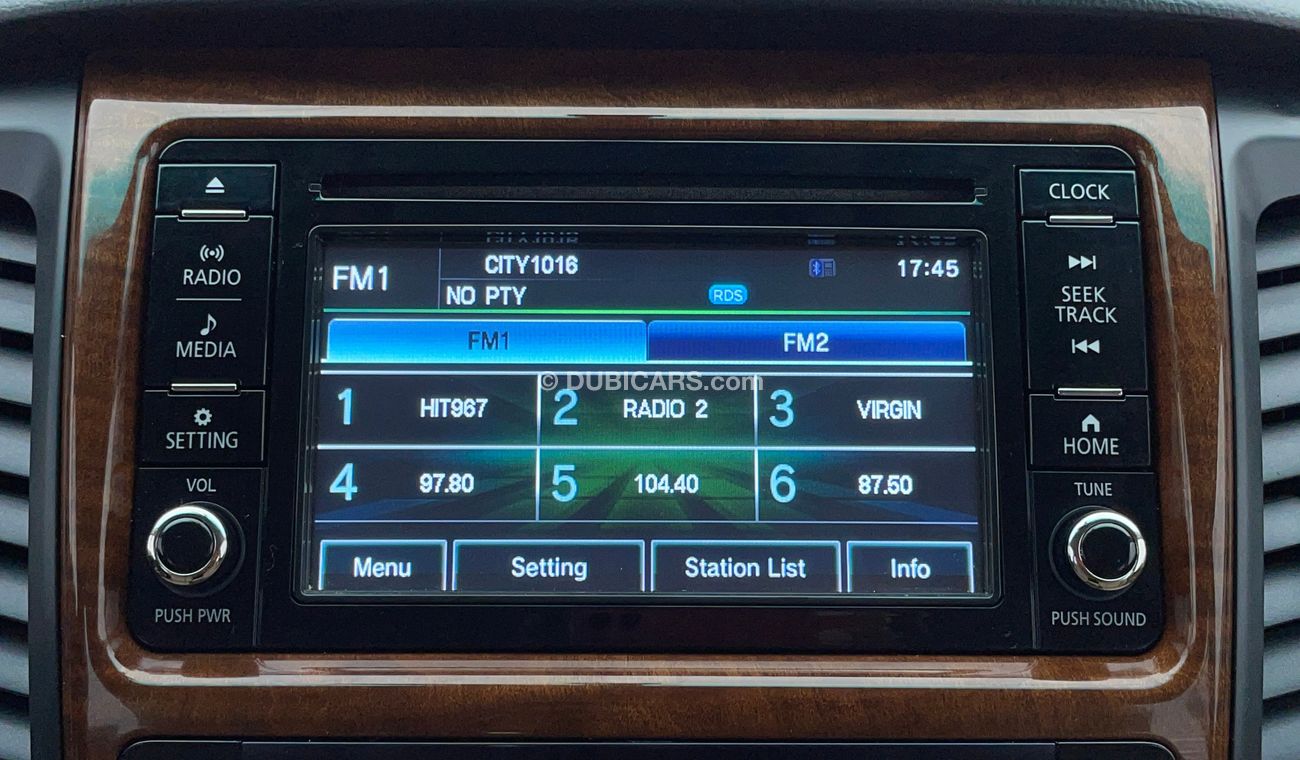 CLOCK
RADIO
MEDIA
SETTING
VOL
PUSH PWR
FM1
CITY1016
17:45
NO PTY
RDS
FM1 FM2
© DUBICARS.com
1 HIT967 2 RADIO 2 3 VIRGIN
4 97.80 5 104.40 6 87.50
Menu Setting Station List Info
SEEK
TRACK
HOME
TUNE
PUSH SOUND